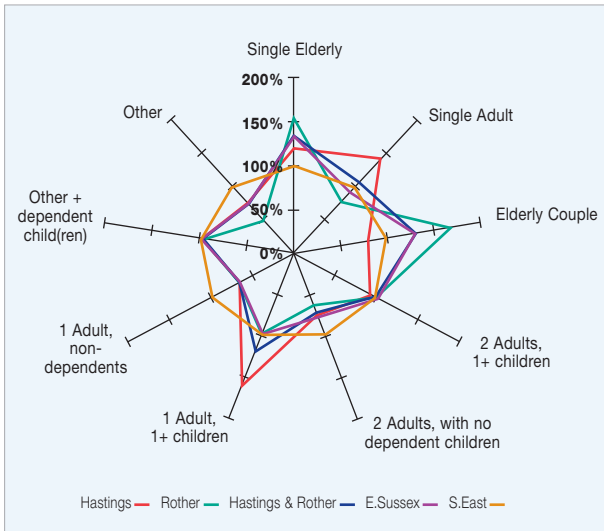 Single Elderly
200%
150%
100%
50%
0%
Single Adult
Elderly Couple
2 Adults,
1+ children
2 Adults, with no
dependent children
1 Adult,
1+ children
1 Adult,
non-
dependents
Other +
dependent
child(ren)
Other
Hastings Rother Hastings & Rother E.Sussex S.East